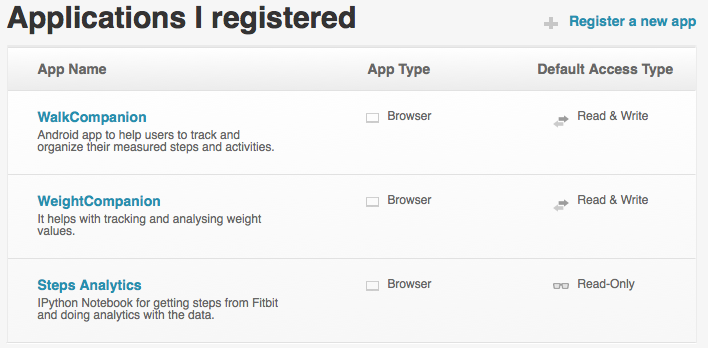 Applications I registered
Register a new app
App Name App Type Default Access Type
WalkCompanion Browser Read & Write
Android app to help users to track and
organize their measured steps and activities.
WeightCompanion Browser Read & Write
It helps with tracking and analysing weight
values.
Steps Analytics Browser Read-Only
IPython Notebook for getting steps from Fitbit
and doing analytics with the data.